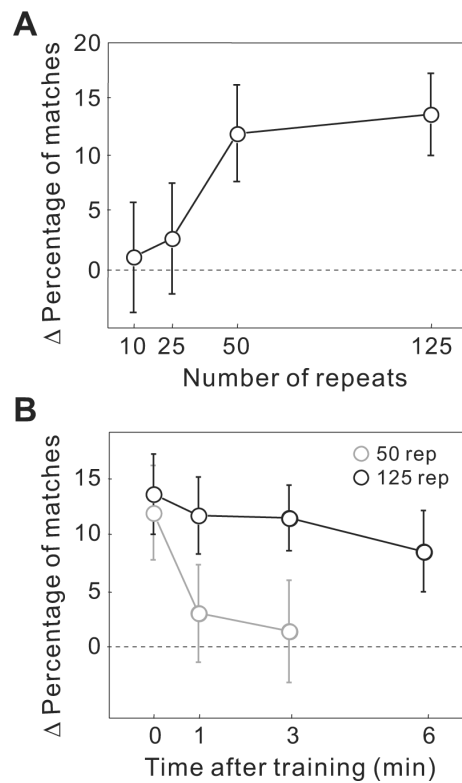 A
Δ Percentage of matches
20
15
10
5
0
10 25 50 125
Number of repeats
B
Δ Percentage of matches
15
10
5
0
50 rep
125 rep
0 1 3 6
Time after training (min)